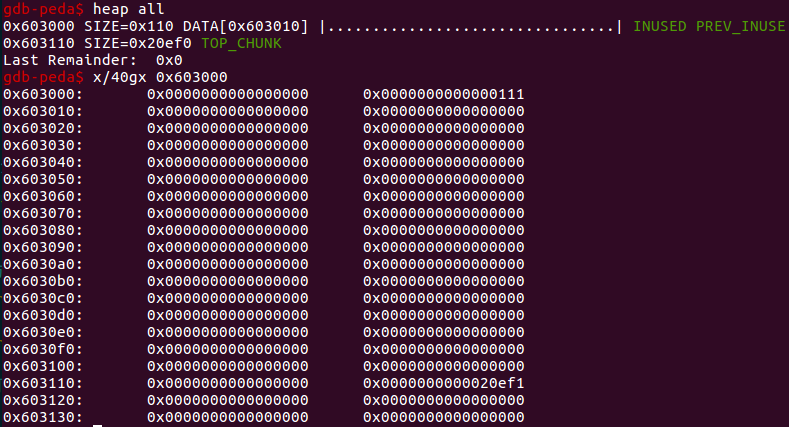 gdb-peda$ heap all
0x603000 SIZE=0x110 DATA[0x603010] |................................| INUSED PREV_INUSE
0x603110 SIZE=0x20ef0 TOP_CHUNK
Last Remainder:  0x0
gdb-peda$ x/40gx 0x603000
0x603000:	0x0000000000000000	0x0000000000000111
0x603010:	0x0000000000000000	0x0000000000000000
0x603020:	0x0000000000000000	0x0000000000000000
0x603030:	0x0000000000000000	0x0000000000000000
0x603040:	0x0000000000000000	0x0000000000000000
0x603050:	0x0000000000000000	0x0000000000000000
0x603060:	0x0000000000000000	0x0000000000000000
0x603070:	0x0000000000000000	0x0000000000000000
0x603080:	0x0000000000000000	0x0000000000000000
0x603090:	0x0000000000000000	0x0000000000000000
0x6030a0:	0x0000000000000000	0x0000000000000000
0x6030b0:	0x0000000000000000	0x0000000000000000
0x6030c0:	0x0000000000000000	0x0000000000000000
0x6030d0:	0x0000000000000000	0x0000000000000000
0x6030e0:	0x0000000000000000	0x0000000000000000
0x6030f0:	0x0000000000000000	0x0000000000000000
0x603100:	0x0000000000000000	0x0000000000000000
0x603110:	0x0000000000000000	0x0000000000020ef1
0x603120:	0x0000000000000000	0x0000000000000000
0x603130:	0x0000000000000000	0x0000000000000000